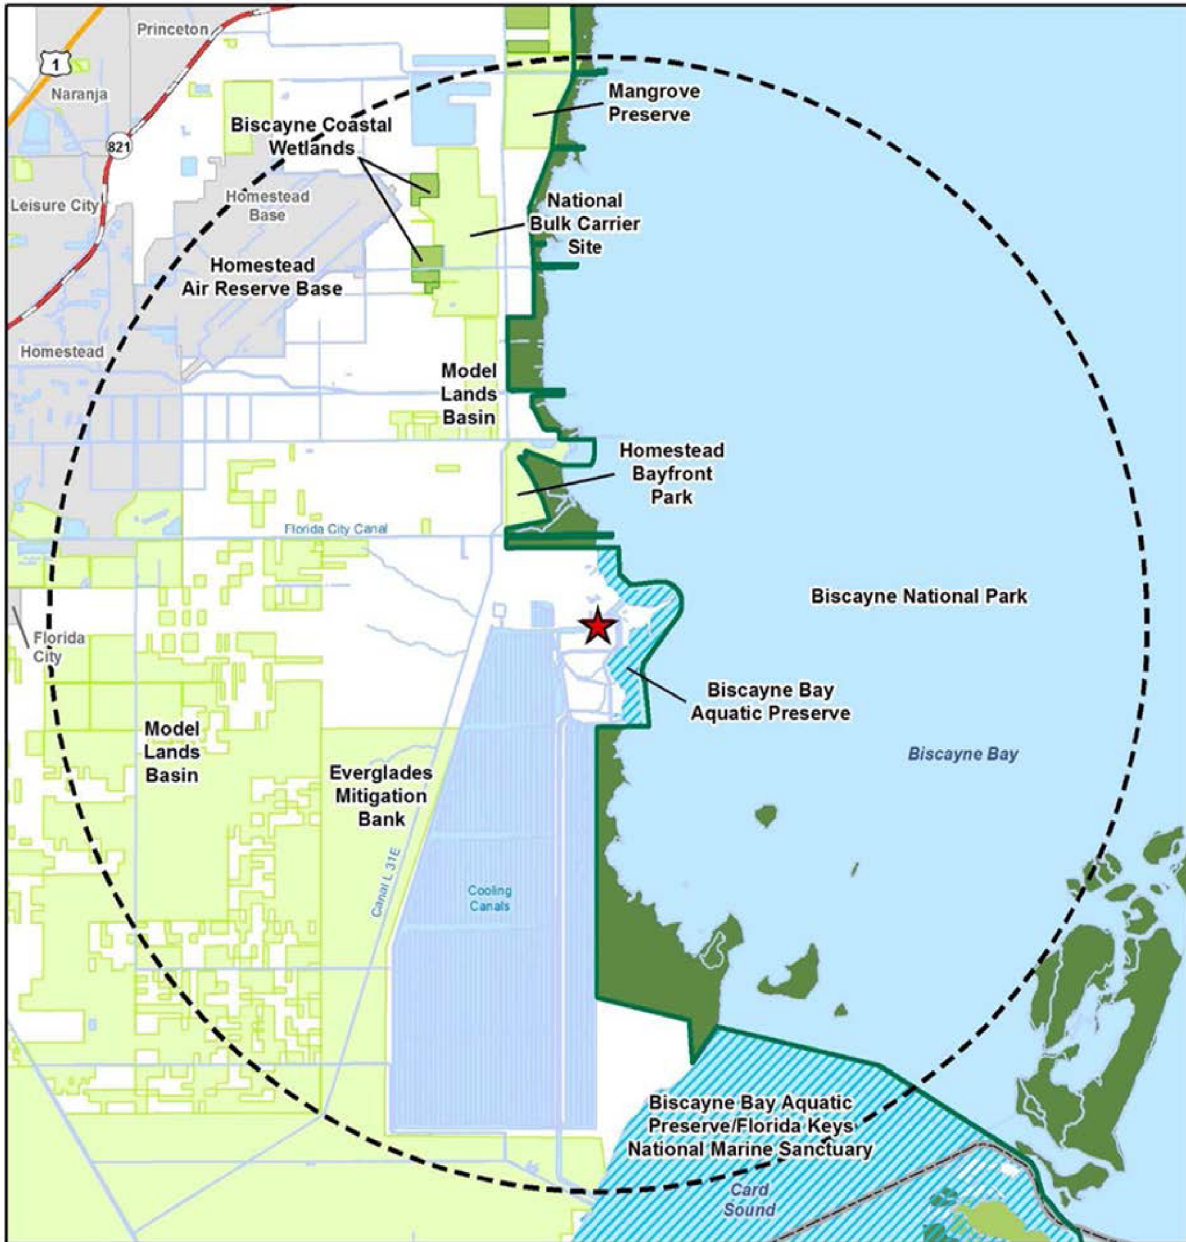 Princeton
1
Naranja
Mangrove
Preserve
Biscayne Coastal
Wetlands
821
Leisure City
Homestead
Base
National
Bulk Carrier
Site
Homestead
Air Reserve Base
Homestead
Model
Lands
Basin
Homestead
Bayfront
Park
Florida City Canal
Biscayne National Park
Florida
City
Biscayne Bay
Aquatic Preserve
Model
Lands
Basin
Biscayne Bay
Everglades
Mitigation
Bank
Canal L 31E
Cooling
Canals
Biscayne Bay Aquatic
Preserve/Florida Keys
National Marine Sanctuary
Card
Sound